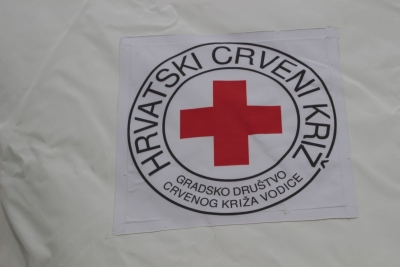 HRVATSKI CRVENI KRIŽ
GRADSKO DRUŠTVO
CRVENOG KRIŽA VODICE